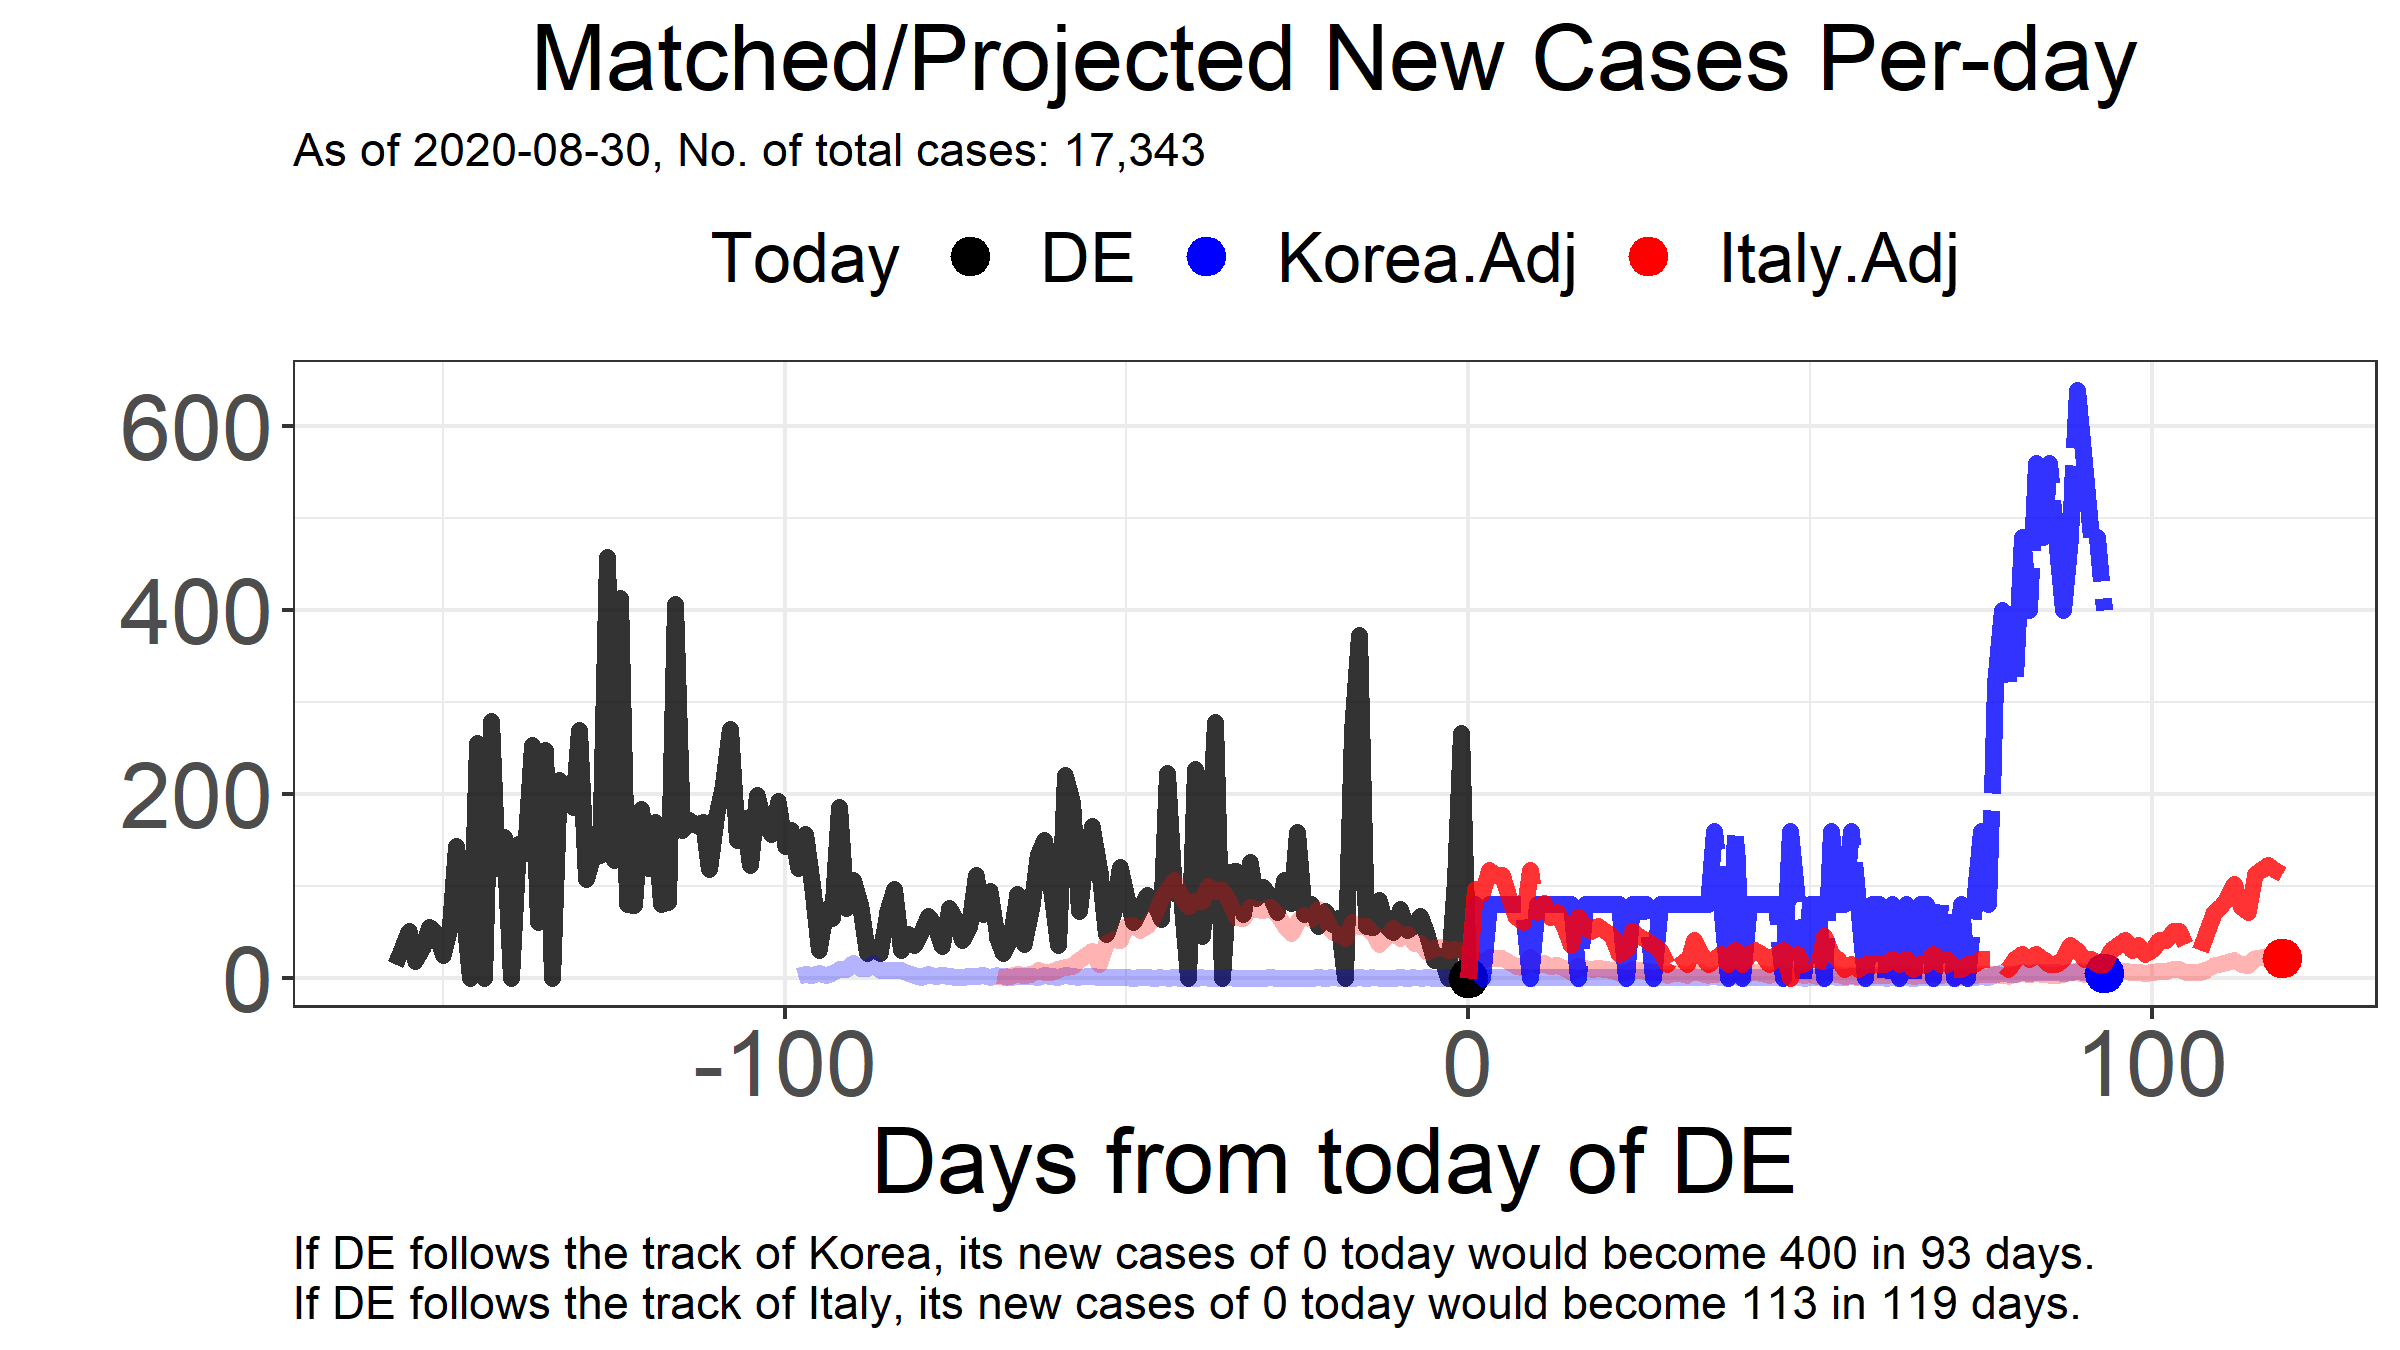 Matched/Projected New Cases Per-day
As of 2020-08-30, No. of total cases: 17,343
Today DE Korea.Adj Italy.Adj
600
400
200
0
-100 0 100
Days from today of DE
If DE follows the track of Korea, its new cases of 0 today would become 400 in 93 days.
If DE follows the track of Italy, its new cases of 0 today would become 113 in 119 days.